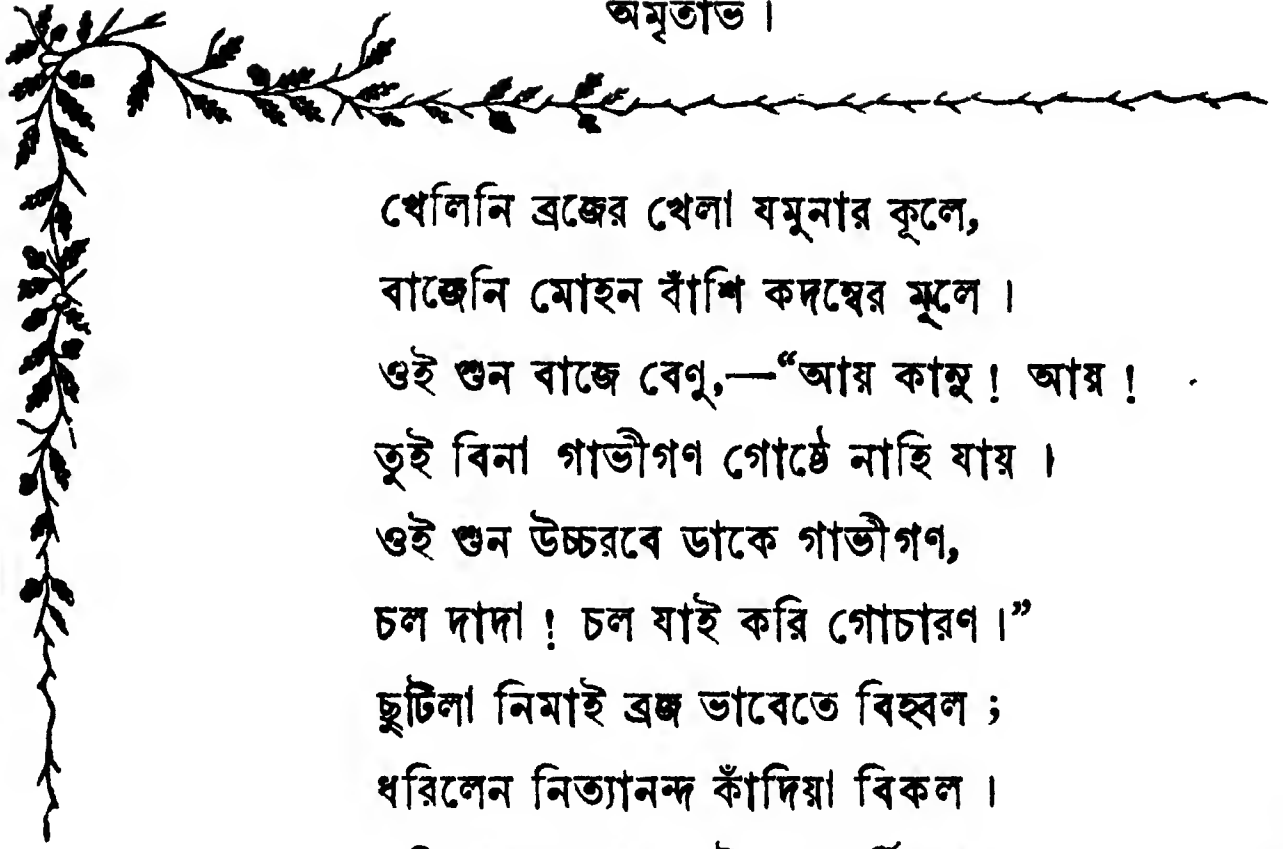 অমৃতাভ।
খেলিনি ব্রজের খেলা যমুনার কূলে,
বাজেনি মোহন বাঁশি কদম্বের মূলে।
ওই শুন বাজে বেণু,—“আয় কানু! আয়!
তুই বিনা গাভীগণ গোষ্ঠে নাহি যায়।
ওই শুন উচ্চরবে ডাকে গাভীগণ,
চল দাদা! চল যাই করি গোচারণ।”
ছুটিলা নিমাই ব্রজ ভাবেতে বিহ্বল;
ধরিলেন নিত্যানন্দ কাঁদিয়া বিকল।